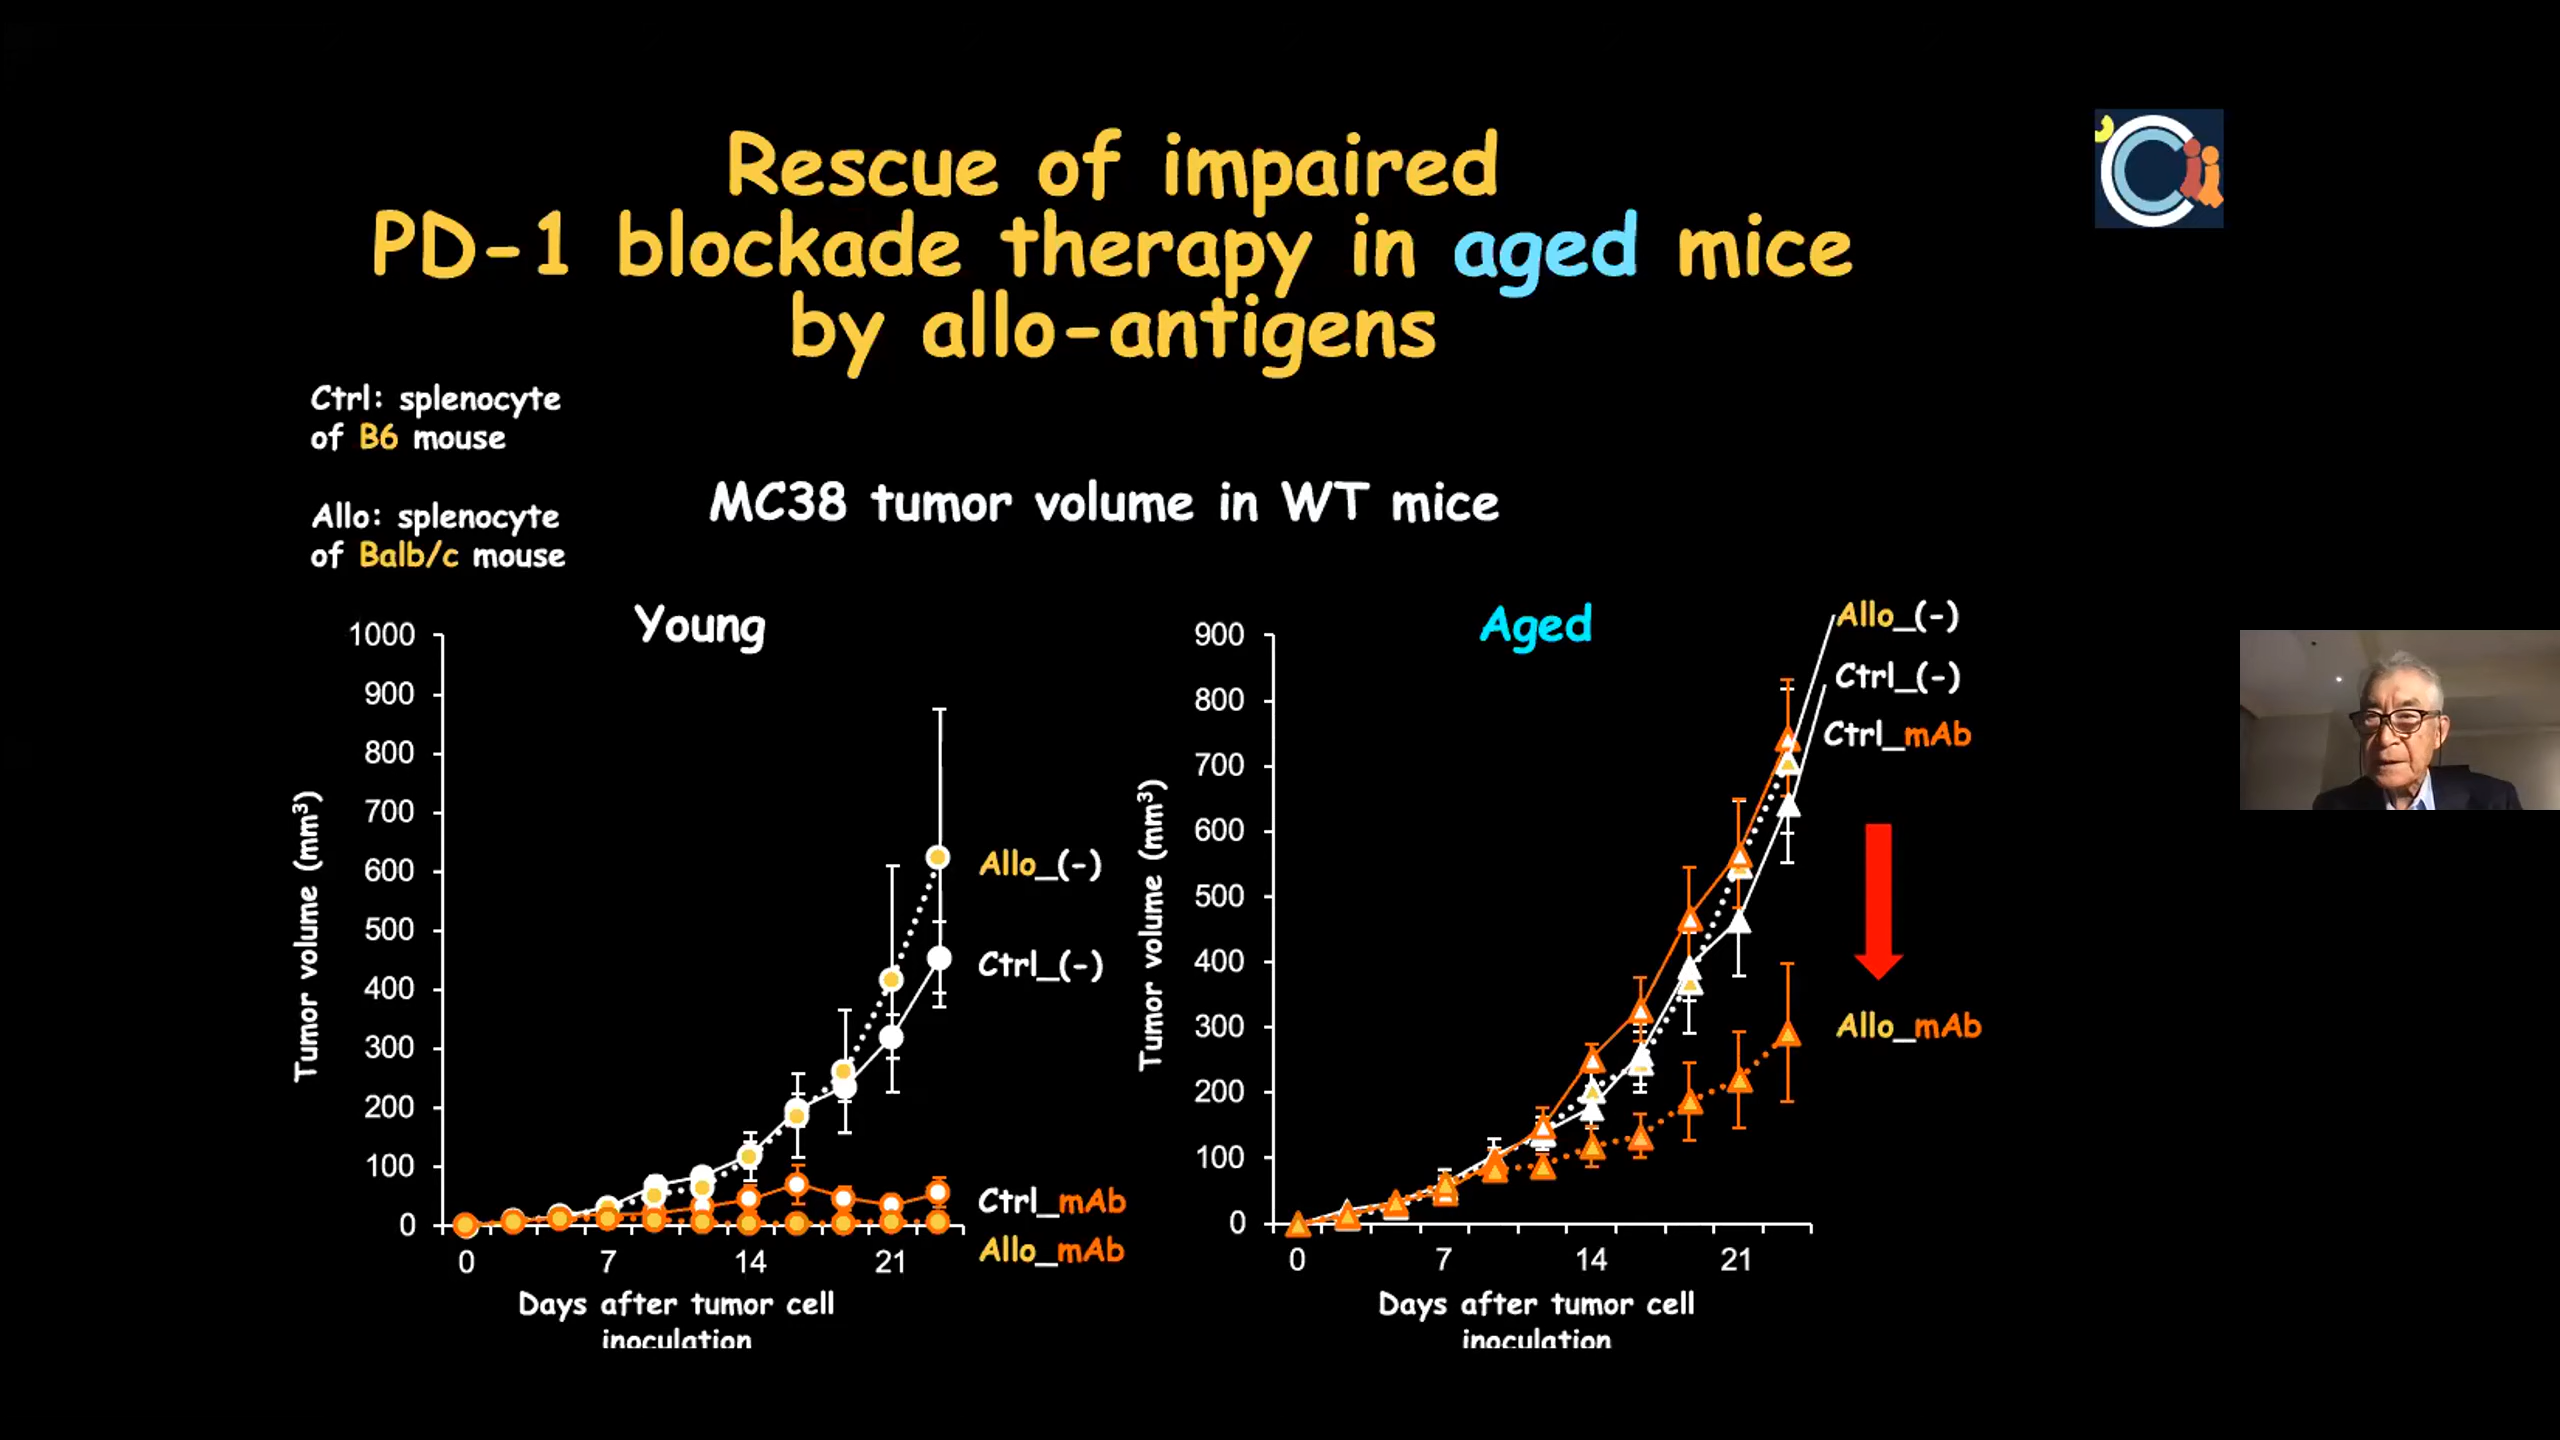 Rescue of impaired
PD-1 blockade therapy in aged mice
by allo-antigens
Ctrl: splenocyte
of B6 mouse
Allo: splenocyte
of Balb/c mouse
MC38 tumor volume in WT mice
Young
1000
900
800
700
600
500
400
300
200
100
0
Tumor volume (mm³)
0 7 14 21
Days after tumor cell
inoculation
Allo_(-)
Ctrl_(-)
Ctrl_mAb
Allo_mAb
Aged
900
800
700
600
500
400
300
200
100
0
Tumor volume (mm³)
0 7 14 21
Days after tumor cell
inoculation
Allo_(-)
Ctrl_(-)
Ctrl_mAb
Allo_mAb